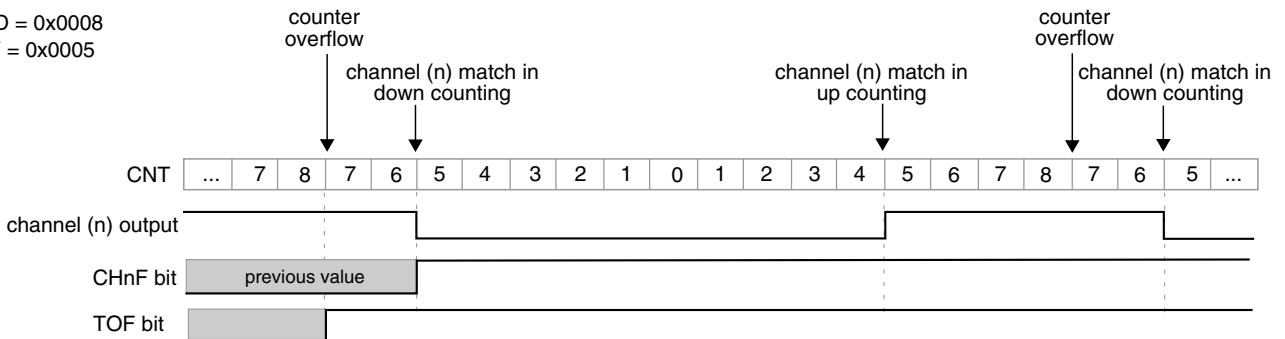 = 0x0008
= 0x0005
counter
overflow
channel (n) match in
down counting
channel (n) match in
up counting
counter
overflow
channel (n) match in
down counting
CNT ... 7 8 7 6 5 4 3 2 1 0 1 2 3 4 5 6 7 8 7 6 5 ...
channel (n) output
CHnF bit previous value
TOF bit